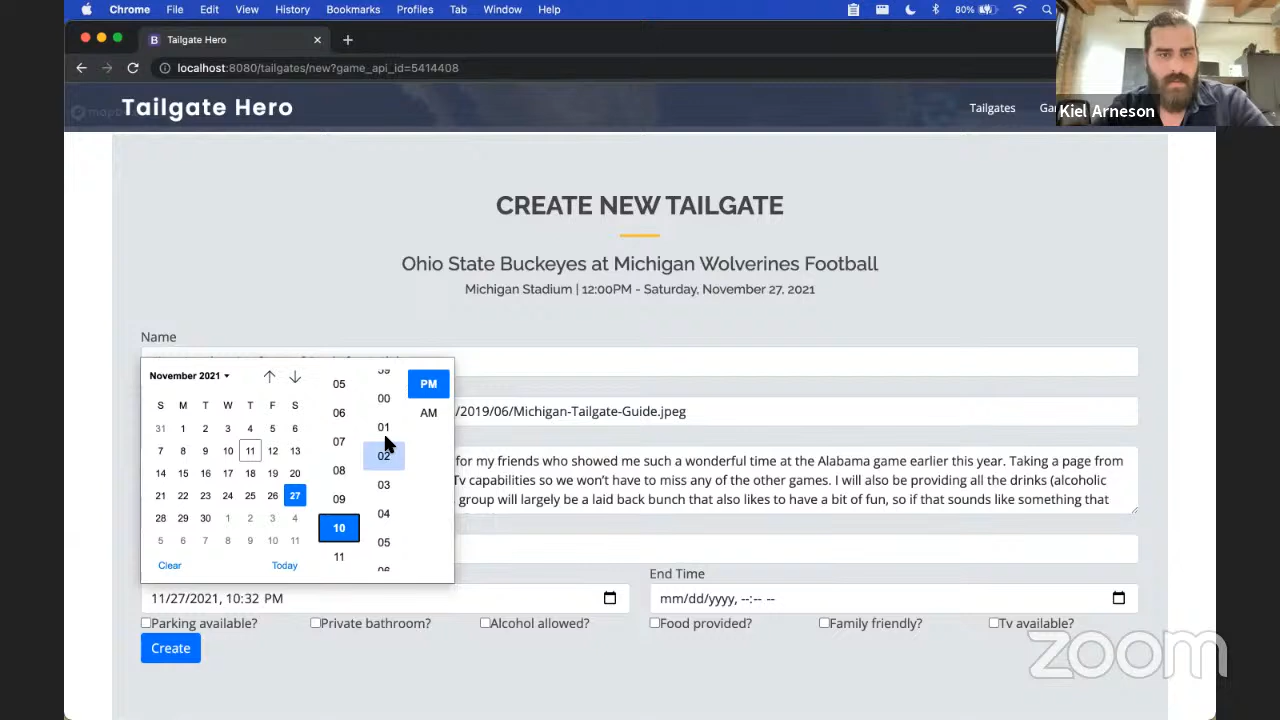 Chrome File Edit View History Bookmarks Profiles Tab Window Help 80%
Tailgate Hero
localhost:8080/tailgates/new?game_api_id=5414408
Tailgate Hero
Tailgates
Kiel Arneson
CREATE NEW TAILGATE
Ohio State Buckeyes at Michigan Wolverines Football
Michigan Stadium | 12:00PM - Saturday, November 27, 2021
Name
November 2021
S M T W T F S
31 1 2 3 4 5 6
7 8 9 10 11 12 13
14 15 16 17 18 19 20
21 22 23 24 25 26 27
28 29 30 1 2 3 4
5 6 7 8 9 10 11
Clear Today
05
06
07
08
09
10
11
00
01
02
03
04
05
PM
AM
/2019/06/Michigan-Tailgate-Guide.jpeg
for my friends who showed me such a wonderful time at the Alabama game earlier this year. Taking a page from
Tv capabilities so we won't have to miss any of the other games. I will also be providing all the drinks (alcoholic
group will largely be a laid back bunch that also likes to have a bit of fun, so if that sounds like something that
End Time
11/27/2021, 10:32 PM
mm/dd/yyyy, --:-- --
Parking available? Private bathroom? Alcohol allowed? Food provided? Family friendly? Tv available?
Create
zoom